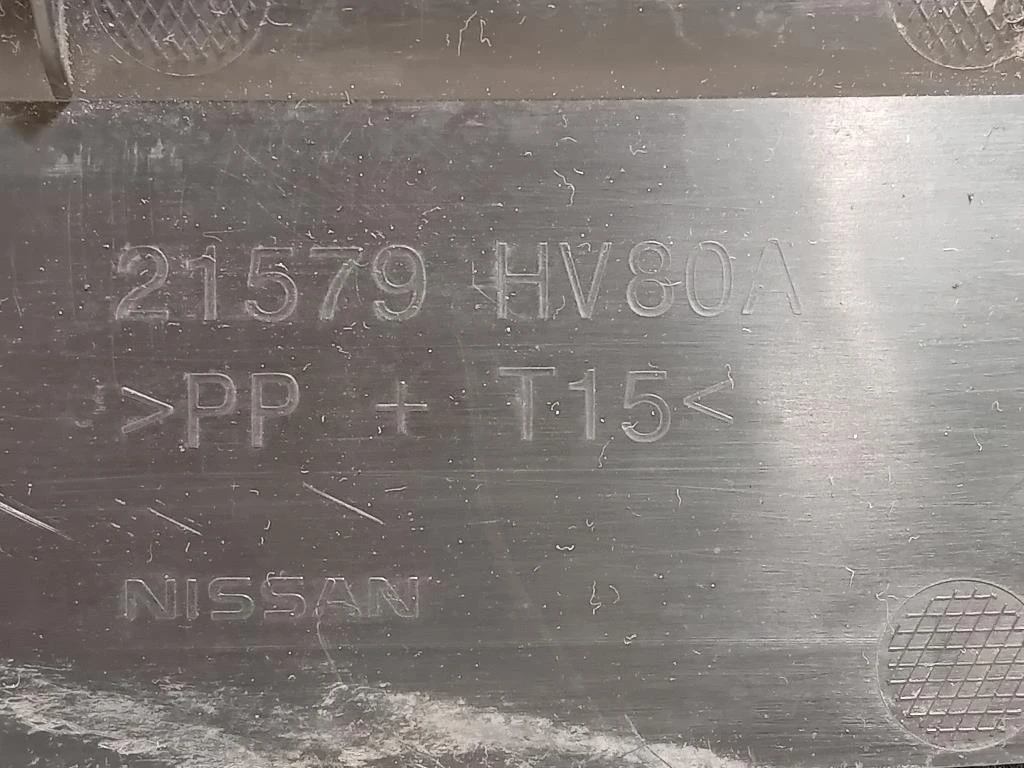 21579 HV80A
>PP + T15<
NISSAN